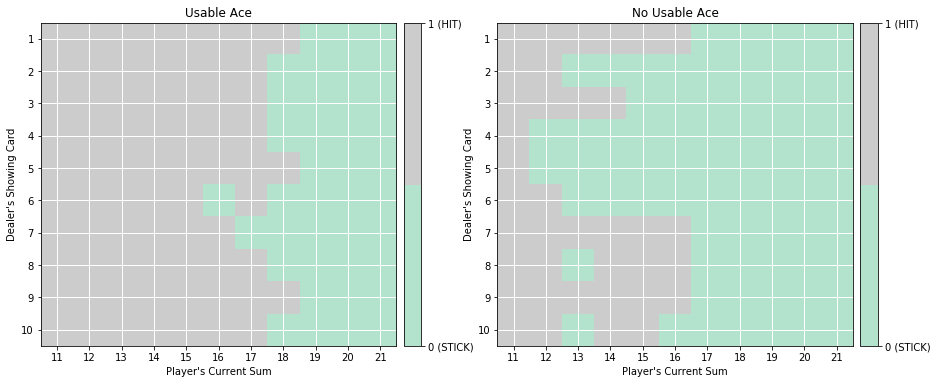 Usable Ace
1 (HIT)
1
2
3
4
5
6
7
8
9
10
Dealer's Showing Card
11 12 13 14 15 16 17 18 19 20 21
Player's Current Sum
0 (STICK)
No Usable Ace
1 (HIT)
1
2
3
4
5
6
7
8
9
10
Dealer's Showing Card
11 12 13 14 15 16 17 18 19 20 21
Player's Current Sum
0 (STICK)